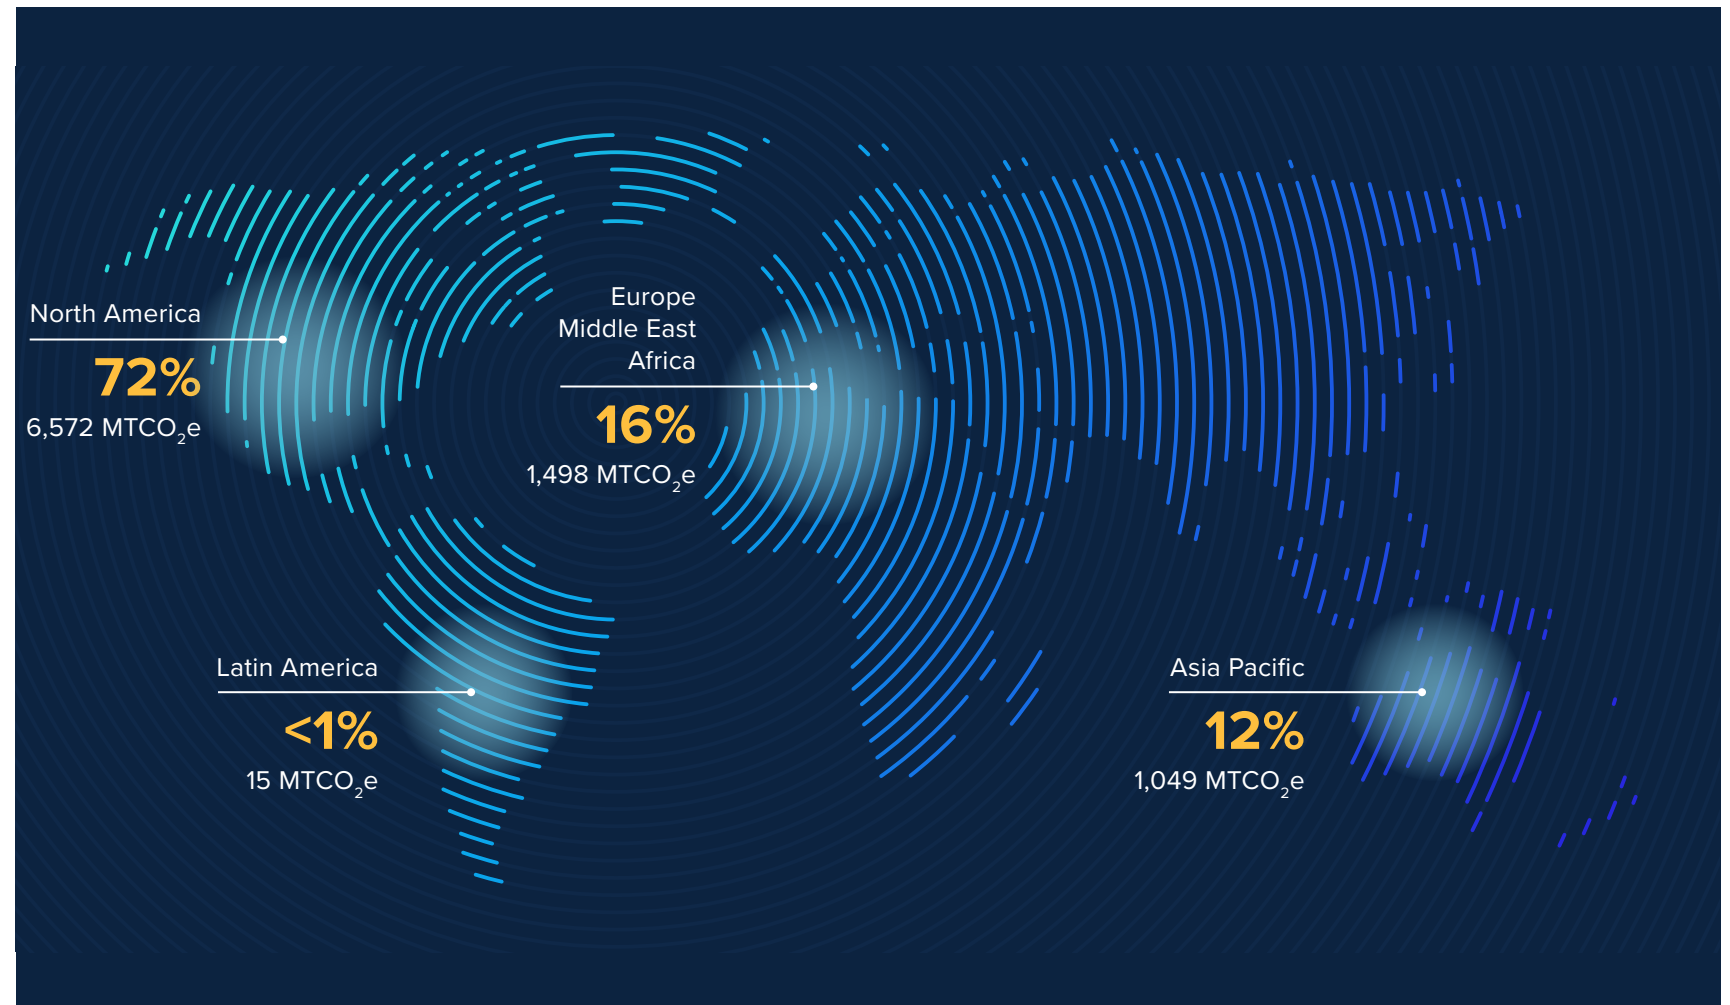 North America
72%
6,572 MTCO₂e
Europe
Middle East
Africa
16%
1,498 MTCO₂e
Latin America
<1%
15 MTCO₂e
Asia Pacific
12%
1,049 MTCO₂e